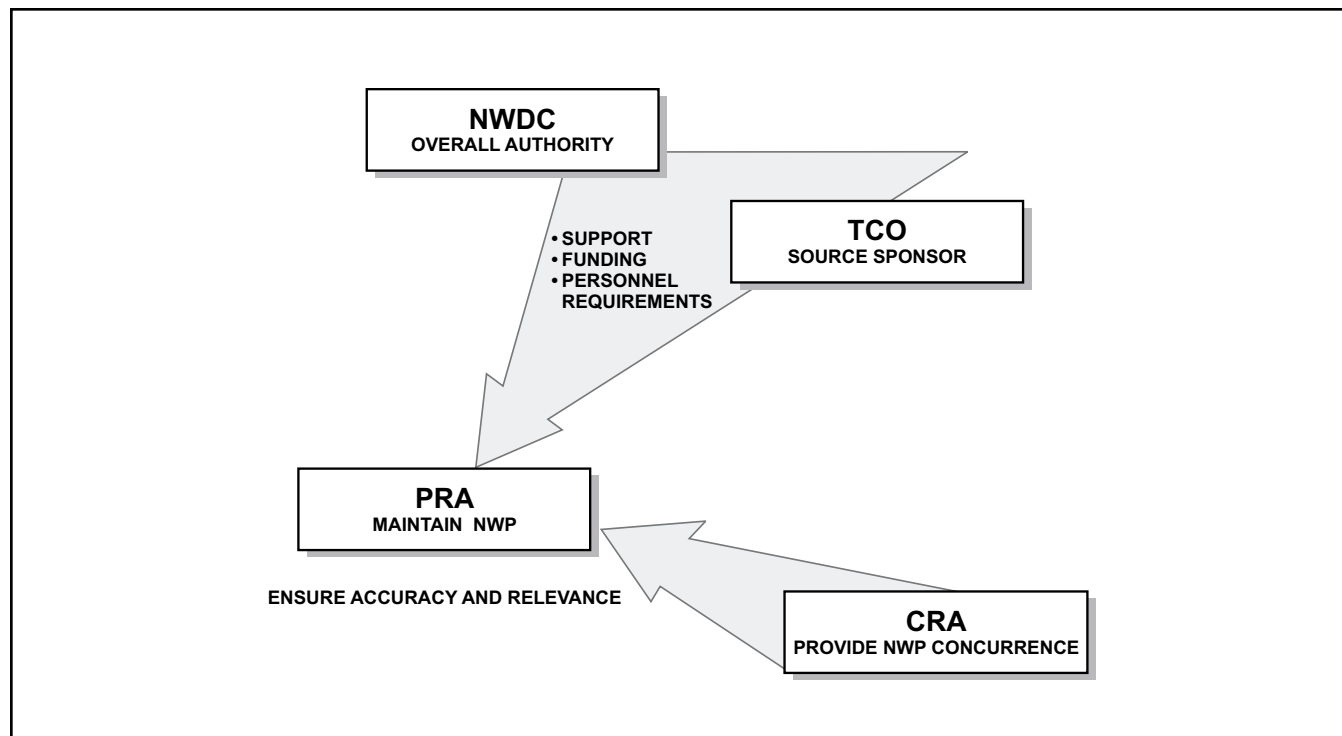 NWDC
OVERALL AUTHORITY
TCO
SOURCE SPONSOR
• SUPPORT
• FUNDING
• PERSONNEL
REQUIREMENTS
PRA
MAINTAIN NWP
ENSURE ACCURACY AND RELEVANCE
CRA
PROVIDE NWP CONCURRENCE